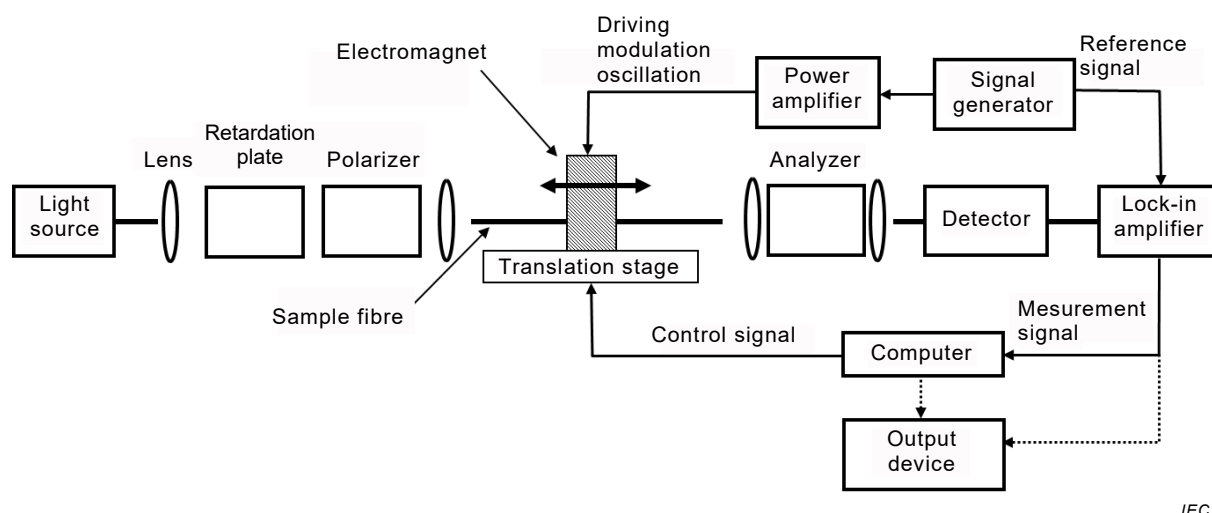 Electromagnet
Driving
modulation
oscillation
Power
amplifier
Signal
generator
Reference
signal
Light
source
Lens
Retardation
plate
Polarizer
Analyzer
Detector
Lock-in
amplifier
Translation stage
Sample fibre
Control signal
Computer
Mesurement
signal
Output
device
IEC